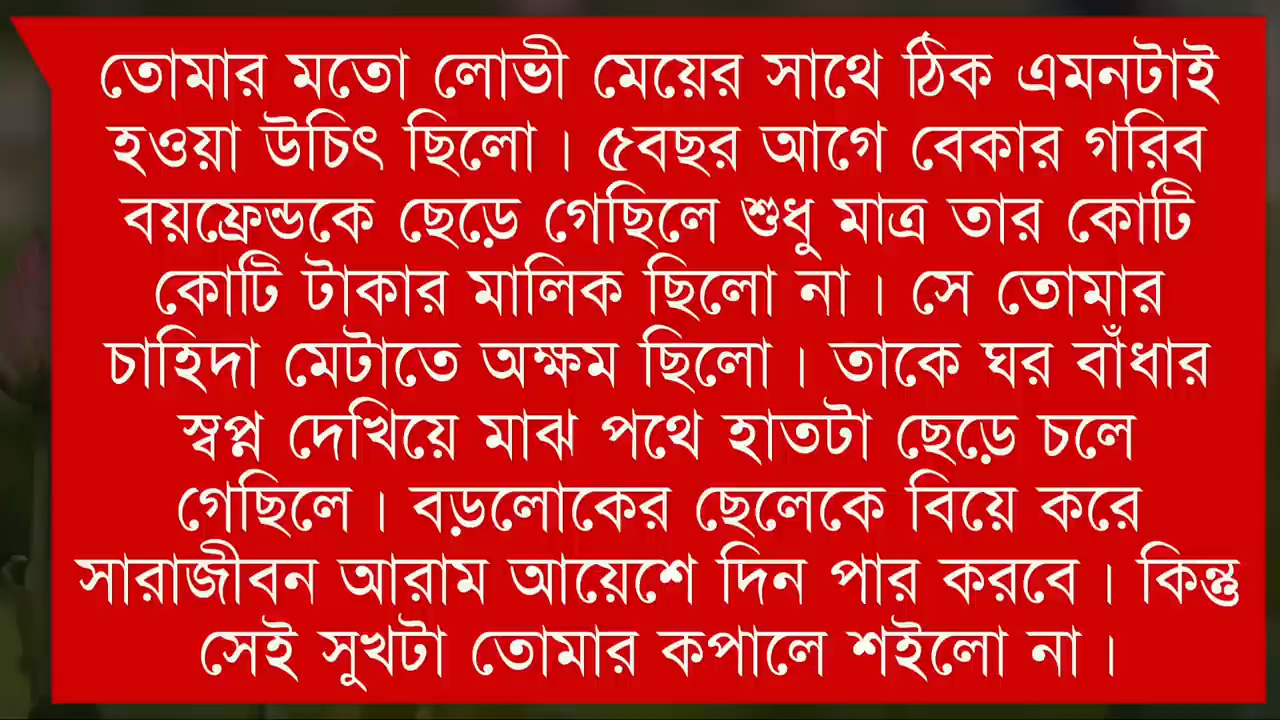 তোমার মতো লোভী মেয়ের সাথে ঠিক এমনটাই
হওয়া উচিৎ ছিলো। ৫বছর আগে বেকার গরিব
বয়ফ্রেন্ডকে ছেড়ে গেছিলে শুধু মাত্র তার কোটি
কোটি টাকার মালিক ছিলো না। সে তোমার
চাহিদা মেটাতে অক্ষম ছিলো। তাকে ঘর বাঁধার
স্বপ্ন দেখিয়ে মাঝ পথে হাতটা ছেড়ে চলে
গেছিলে। বড়লোকের ছেলেকে বিয়ে করে
সারাজীবন আরাম আয়েশে দিন পার করবে। কিন্তু
সেই সুখটা তোমার কপালে শইলো না।